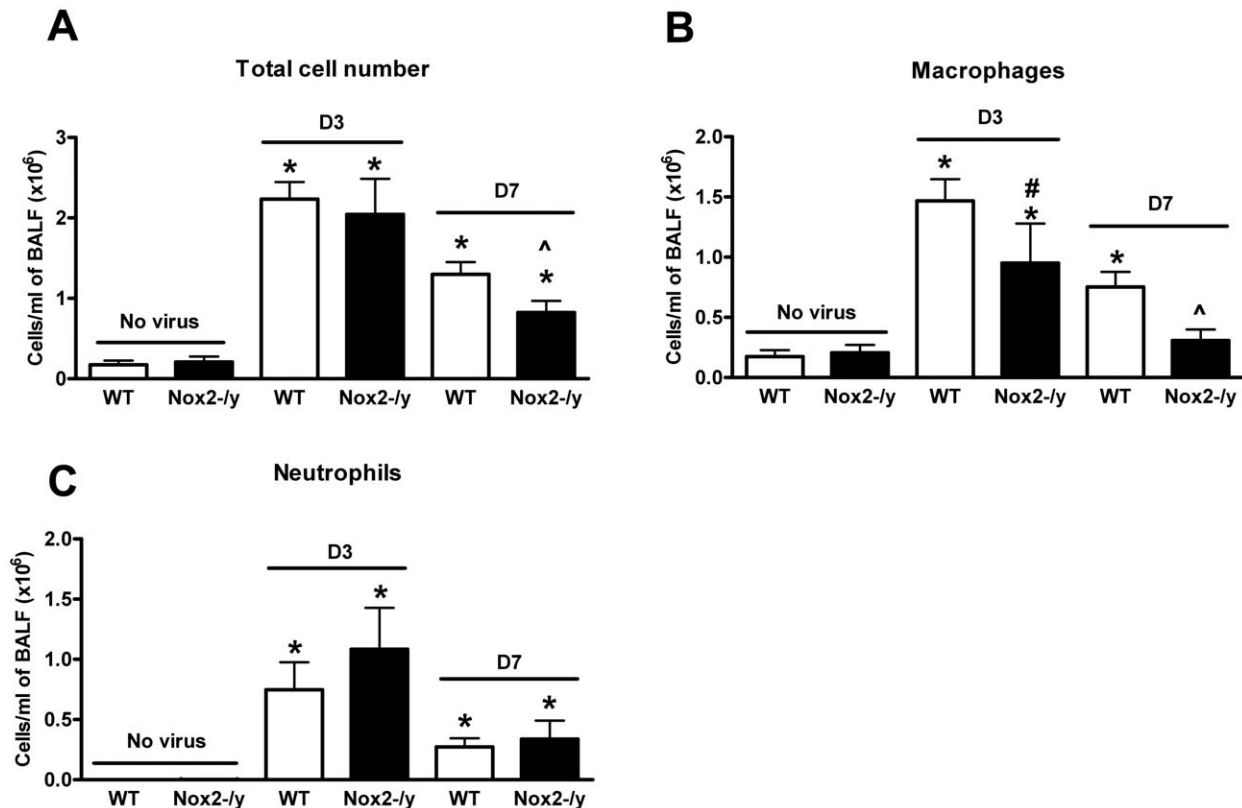 A
Total cell number
Cells/ml of BALF (x10⁶)
3
2
1
0
No virus
D3
D7
*
*
*
^
*
WT
Nox2-/y
WT
Nox2-/y
WT
Nox2-/y
B
Macrophages
Cells/ml of BALF (x10⁶)
2.0
1.5
1.0
0.5
0.0
No virus
D3
D7
*
#
*
*
^
WT
Nox2-/y
WT
Nox2-/y
WT
Nox2-/y
C
Neutrophils
Cells/ml of BALF (x10⁶)
2.0
1.5
1.0
0.5
0.0
No virus
D3
D7
*
*
*
*
WT
Nox2-/y
WT
Nox2-/y
WT
Nox2-/y